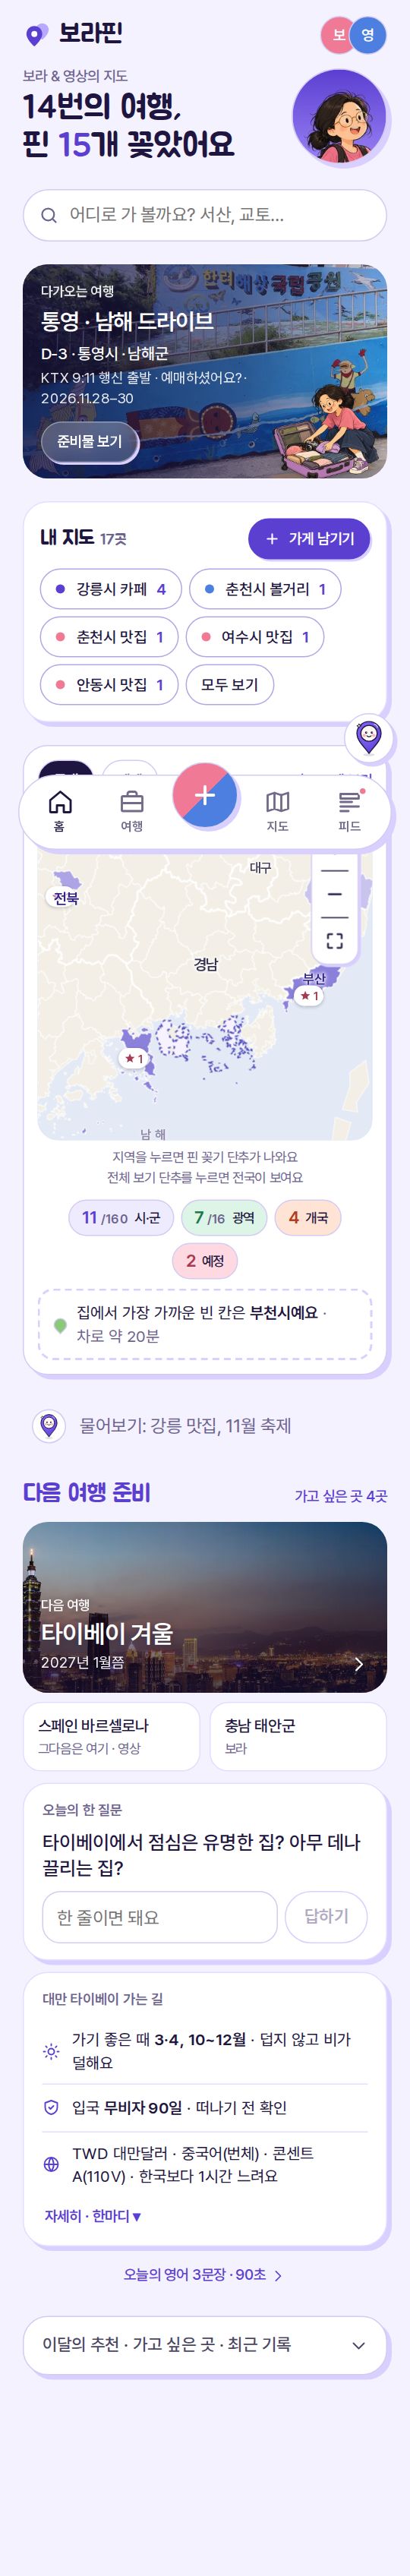 보라핀
보 영
보라 & 영상의 지도
14번의 여행,
핀 15개 꽂았어요
어디로 가 볼까요? 서산, 교토...
한려해상국립공원
다가오는 여행
통영 · 남해 드라이브
D-3 · 통영시 · 남해군
KTX 9:11 행신 출발 · 예매하셨어요? ·
2026.11.28–30
준비물 보기
내 지도 17곳
+ 가게 남기기
강릉시 카페 4
춘천시 볼거리 1
춘천시 맛집 1
여수시 맛집 1
안동시 맛집 1
모두 보기
홈
여행
지도
피드
대구
전북
경남
부산
★ 1
★ 1
남 해
지역을 누르면 핀 꽂기 단추가 나와요
전체 보기 단추를 누르면 전국이 보여요
11 /160 시·군
7 /16 광역
4 개국
2 예정
집에서 가장 가까운 빈 칸은 부천시예요 ·
차로 약 20분
물어보기: 강릉 맛집, 11월 축제
다음 여행 준비
가고 싶은 곳 4곳
다음 여행
타이베이 겨울
2027년 1월쯤
스페인 바르셀로나
그다음은 여기 · 영상
충남 태안군
보라
오늘의 한 질문
타이베이에서 점심은 유명한 집? 아무 데나
끌리는 집?
한 줄이면 돼요
답하기
대만 타이베이 가는 길
가기 좋은 때 3·4, 10~12월 · 덥지 않고 비가
덜해요
입국 무비자 90일 · 떠나기 전 확인
TWD 대만달러 · 중국어(번체) · 콘센트
A(110V) · 한국보다 1시간 느려요
자세히 · 한마디 ▾
오늘의 영어 3문장 · 90초
이달의 추천 · 가고 싶은 곳 · 최근 기록